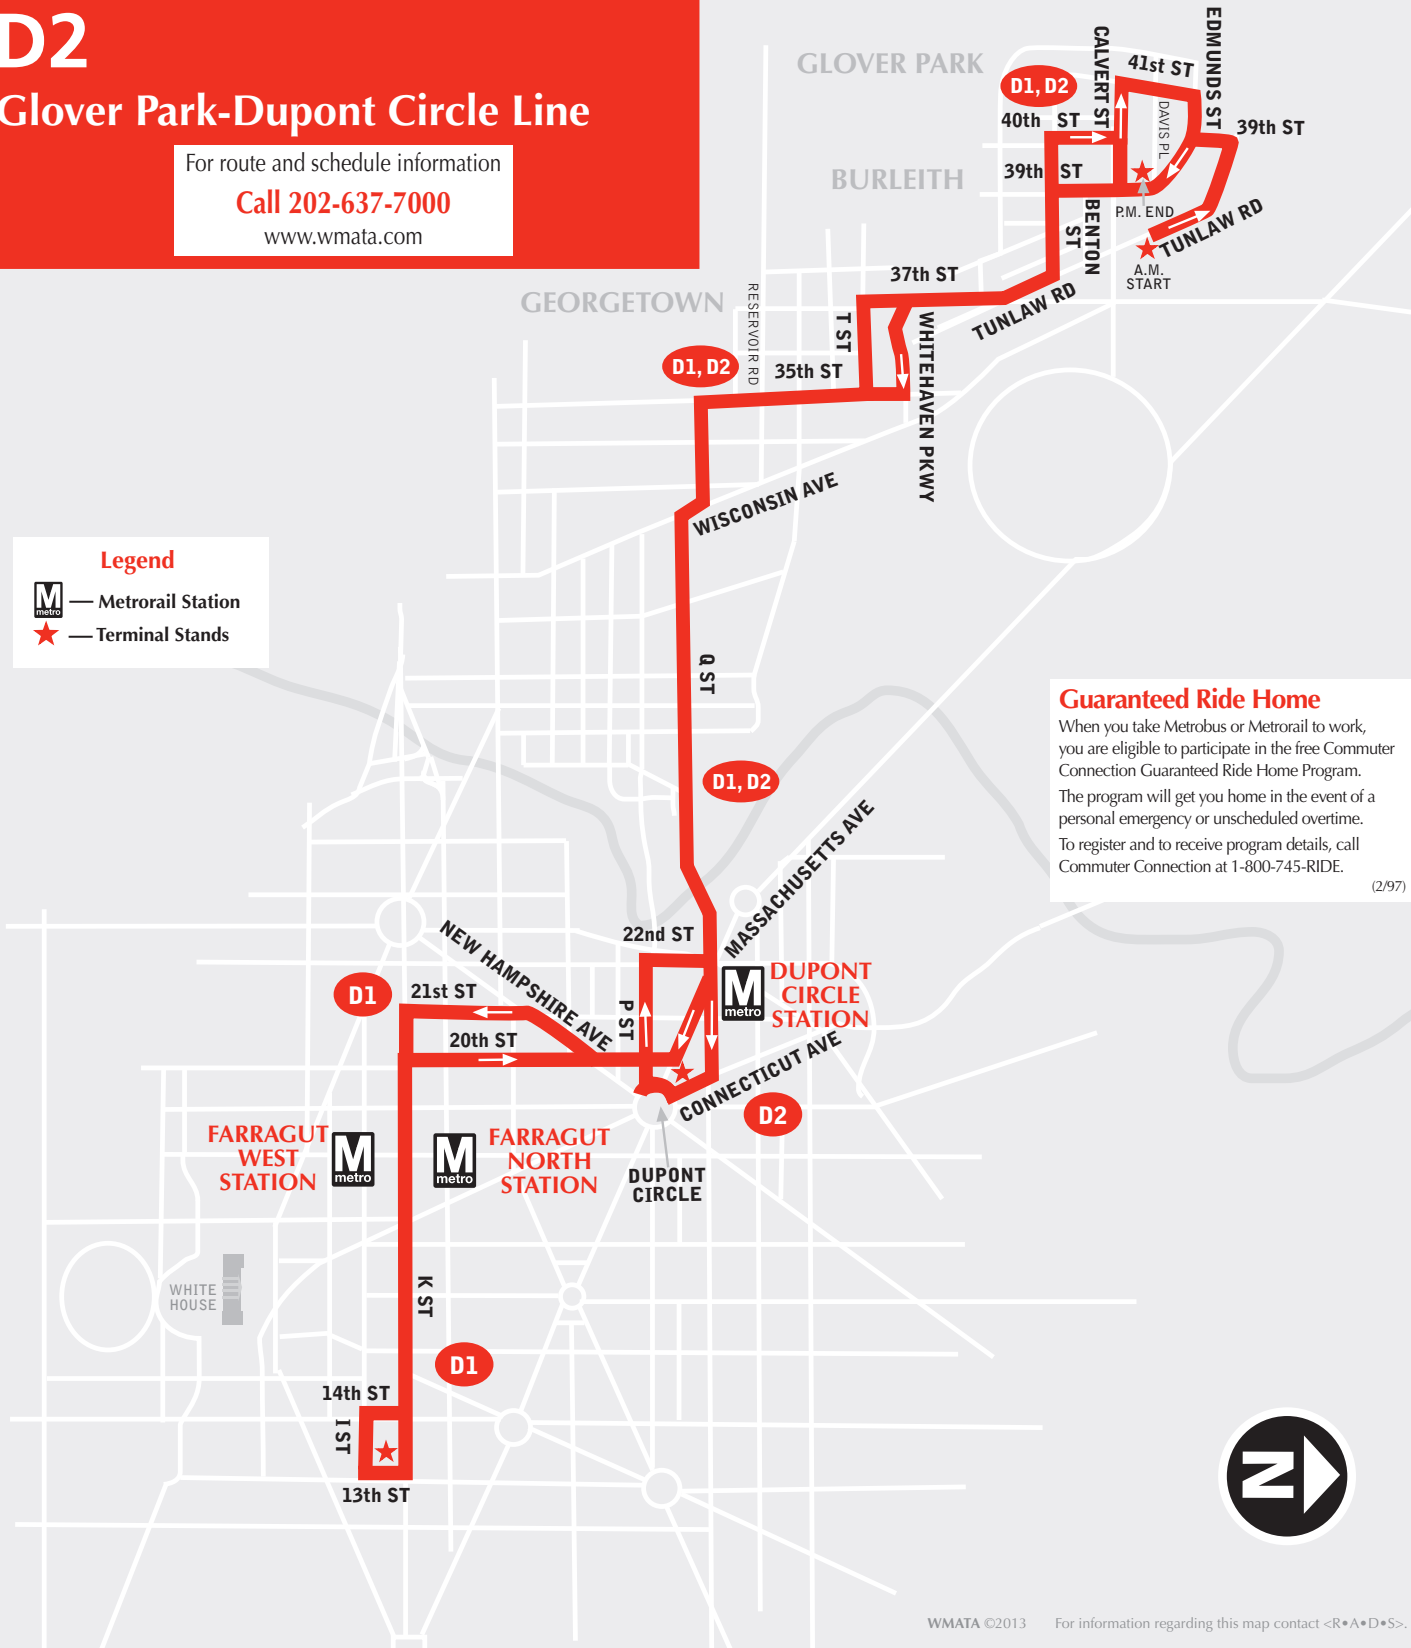 D2
Glover Park-Dupont Circle Line
For route and schedule information
Call 202-637-7000
www.wmata.com
GLOVER PARK
BURLEITH
GEORGETOWN
D1, D2
CALVERT ST
41st ST
EDMUNDS ST
40th ST
DAVIS PL
39th ST
39th ST
P.M. END
BENTON
ST
TUNLAW RD
A.M.
START
37th ST
TUNLAW RD
RESERVOIR RD
T ST
WHITEHAVEN PKWY
D1, D2
35th ST
WISCONSIN AVE
Legend
M
metro
— Metrorail Station
— Terminal Stands
Q ST
Guaranteed Ride Home
When you take Metrobus or Metrorail to work,
you are eligible to participate in the free Commuter
Connection Guaranteed Ride Home Program.
The program will get you home in the event of a
personal emergency or unscheduled overtime.
To register and to receive program details, call
Commuter Connection at 1-800-745-RIDE.
(2/97)
D1, D2
MASSACHUSETTS AVE
22nd ST
NEW HAMPSHIRE AVE
M
metro
DUPONT
CIRCLE
STATION
D1
21st ST
P ST
20th ST
CONNECTICUT AVE
D2
FARRAGUT
WEST
STATION
M
metro
M
metro
FARRAGUT
NORTH
STATION
DUPONT
CIRCLE
WHITE
HOUSE
K ST
D1
14th ST
I ST
13th ST
N
WMATA ©2013 For information regarding this map contact <R•A•D•S>.